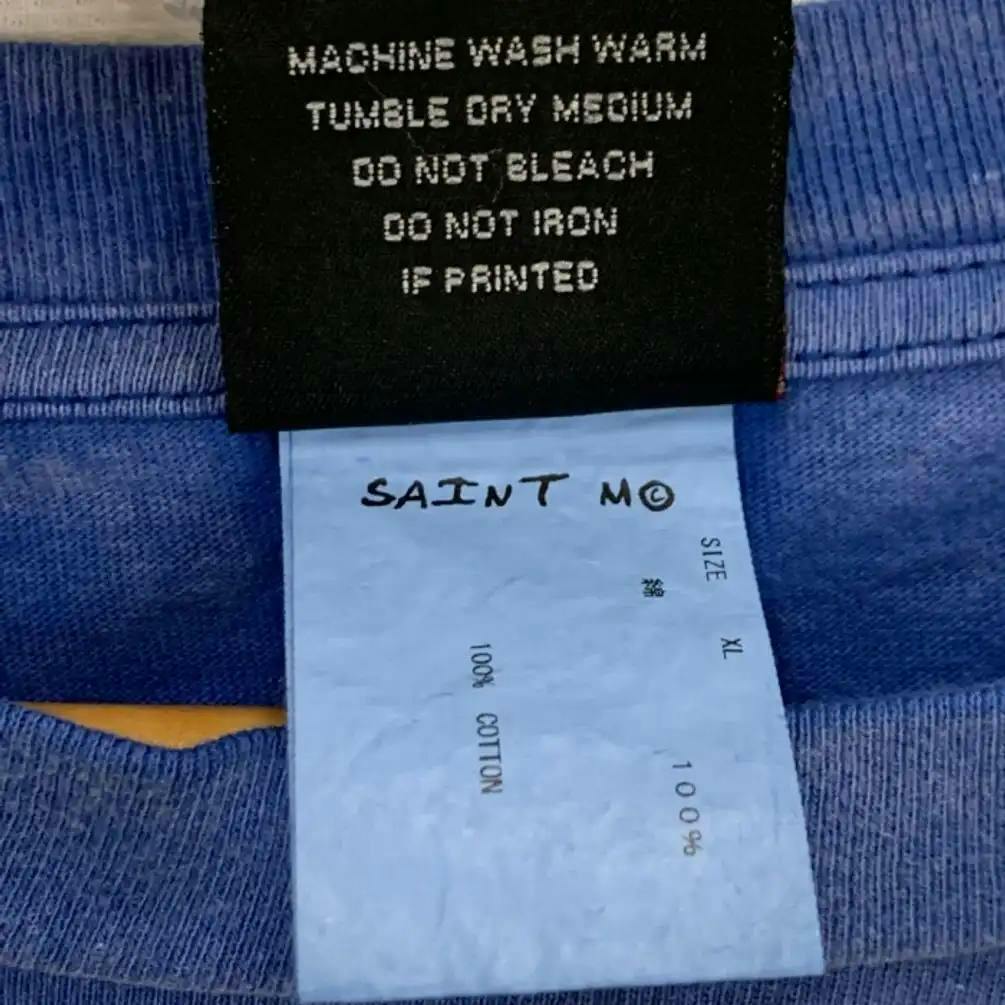 MACHINE WASH WARM
TUMBLE DRY MEDIUM
DO NOT BLEACH
DO NOT IRON
IF PRINTED
SAINT M©
SIZE XL
綿 100%
100% COTTON